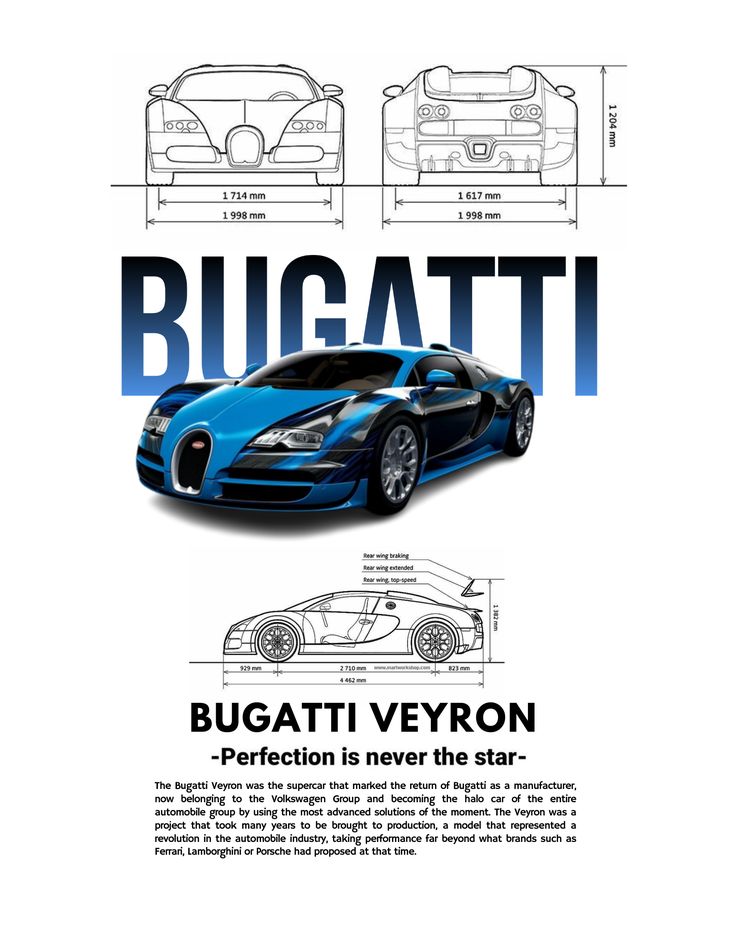 1 204 mm
1 714 mm
1 617 mm
1 998 mm
1 998 mm
BUGATTI
Rear wing braking
Rear wing extended
Rear wing, top-speed
1 382 mm
929 mm
2 710 mm
www.smartworkshop.com
823 mm
4 462 mm
BUGATTI VEYRON
-Perfection is never the star-
The Bugatti Veyron was the supercar that marked the return of Bugatti as a manufacturer,
now belonging to the Volkswagen Group and becoming the halo car of the entire
automobile group by using the most advanced solutions of the moment. The Veyron was a
project that took many years to be brought to production, a model that represented a
revolution in the automobile industry, taking performance far beyond what brands such as
Ferrari, Lamborghini or Porsche had proposed at that time.